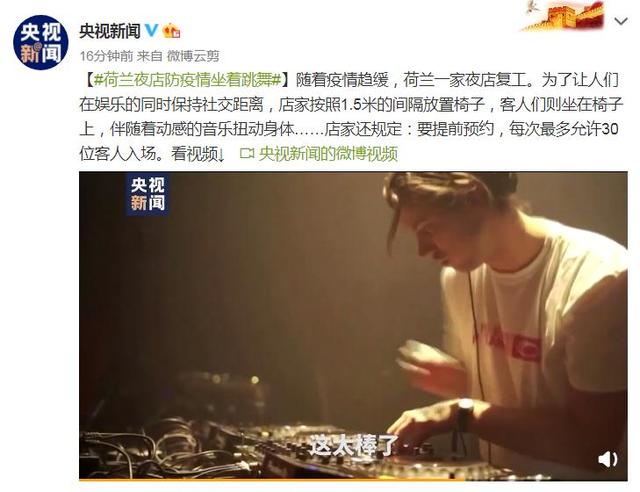 央视新闻
央视
新闻
16分钟前 来自 微博云剪
【#荷兰夜店防疫情坐着跳舞#】随着疫情趋缓，荷兰一家夜店复工。为了让人们
在娱乐的同时保持社交距离，店家按照1.5米的间隔放置椅子，客人们则坐在椅子
上，伴随着动感的音乐扭动身体……店家还规定：要提前预约，每次最多允许30
位客人入场。看视频↓ 央视新闻的微博视频
央视
新闻
这太棒了